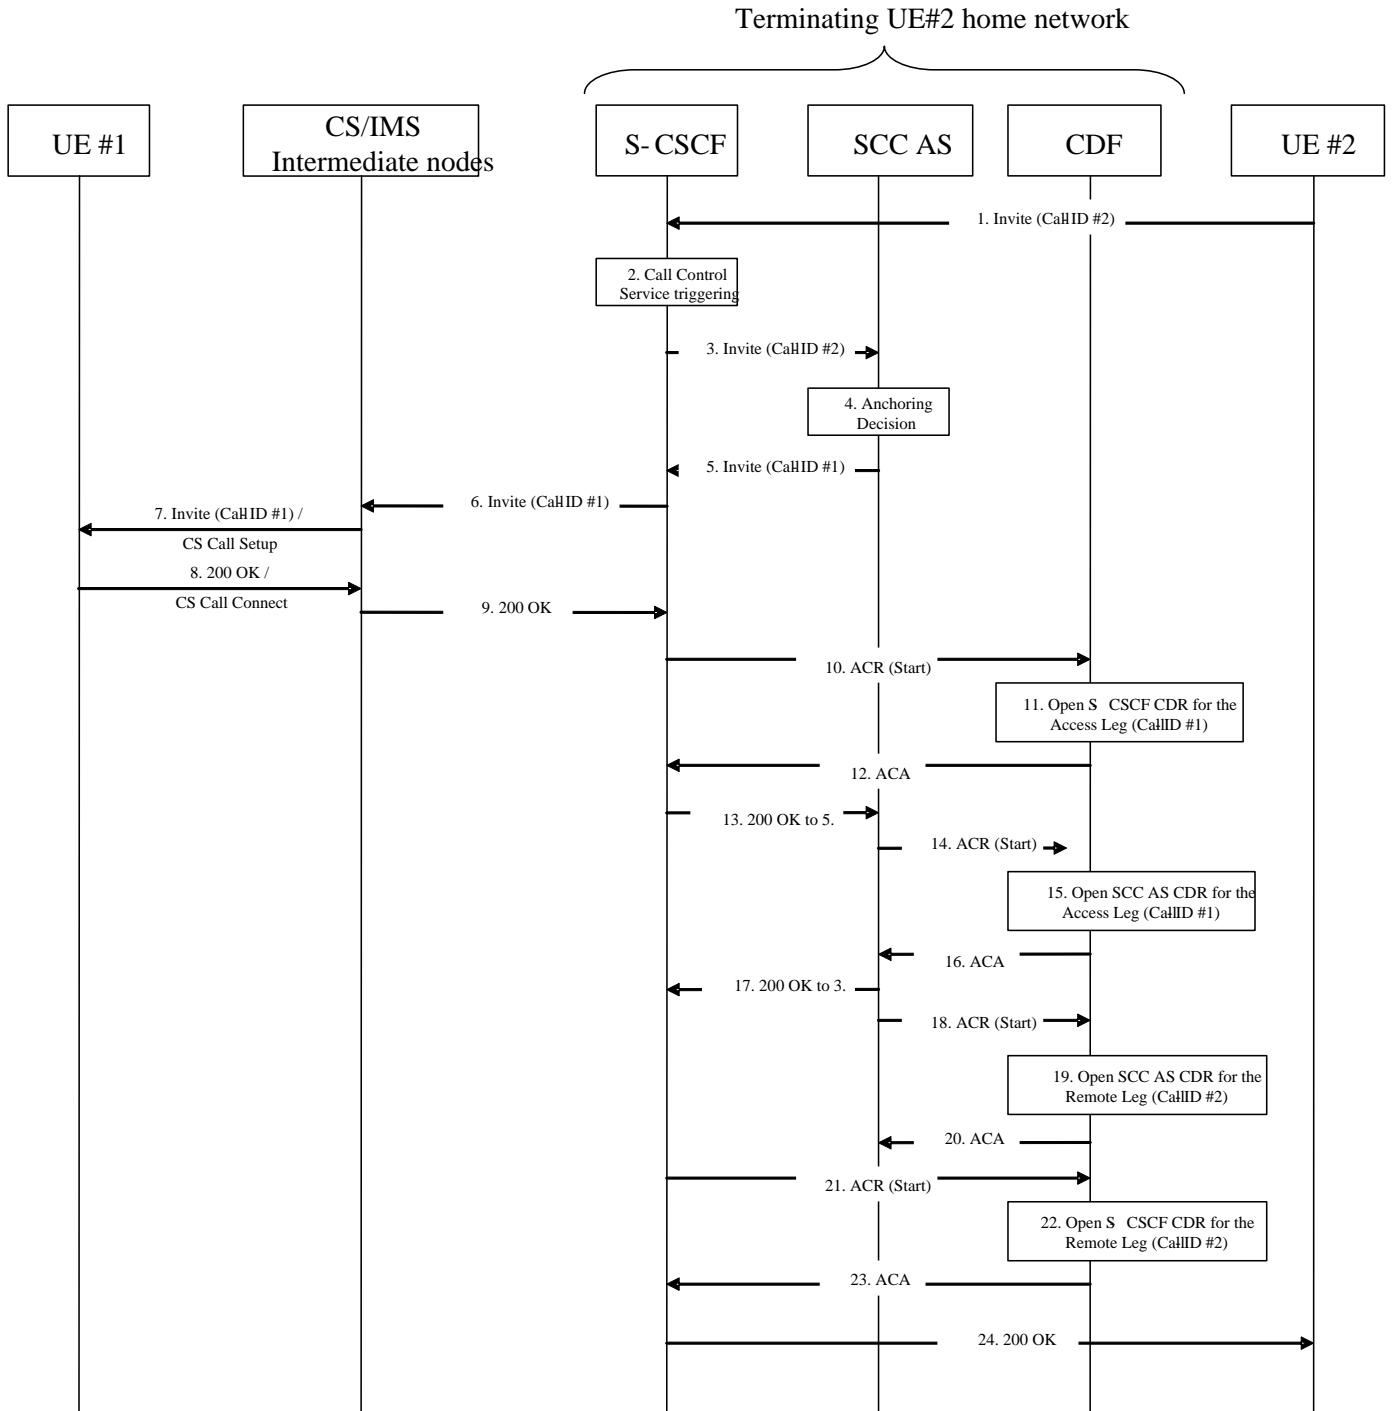 Terminating UE#2 home network
UE #1
CS/IMS
Intermediate nodes
S- CSCF
SCC AS
CDF
UE #2
1. Invite (Call-ID #2)
2. Call Control
Service triggering
3. Invite (Call-ID #2)
4. Anchoring
Decision
5. Invite (Call-ID #1)
6. Invite (Call-ID #1)
7. Invite (Call-ID #1) /
CS Call Setup
8. 200 OK /
CS Call Connect
9. 200 OK
10. ACR (Start)
11. Open S CSCF CDR for the
Access Leg (Call-ID #1)
12. ACA
13. 200 OK to 5.
14. ACR (Start)
15. Open SCC AS CDR for the
Access Leg (Call-ID #1)
16. ACA
17. 200 OK to 3.
18. ACR (Start)
19. Open SCC AS CDR for the
Remote Leg (Call-ID #2)
20. ACA
21. ACR (Start)
22. Open S CSCF CDR for the
Remote Leg (Call-ID #2)
23. ACA
24. 200 OK